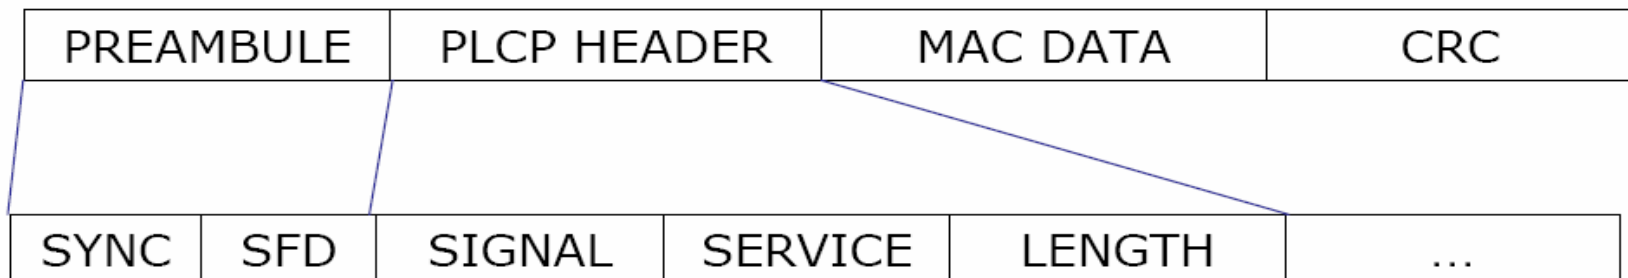 PREAMBULE PLCP HEADER MAC DATA CRC
SYNC SFD SIGNAL SERVICE LENGTH ...